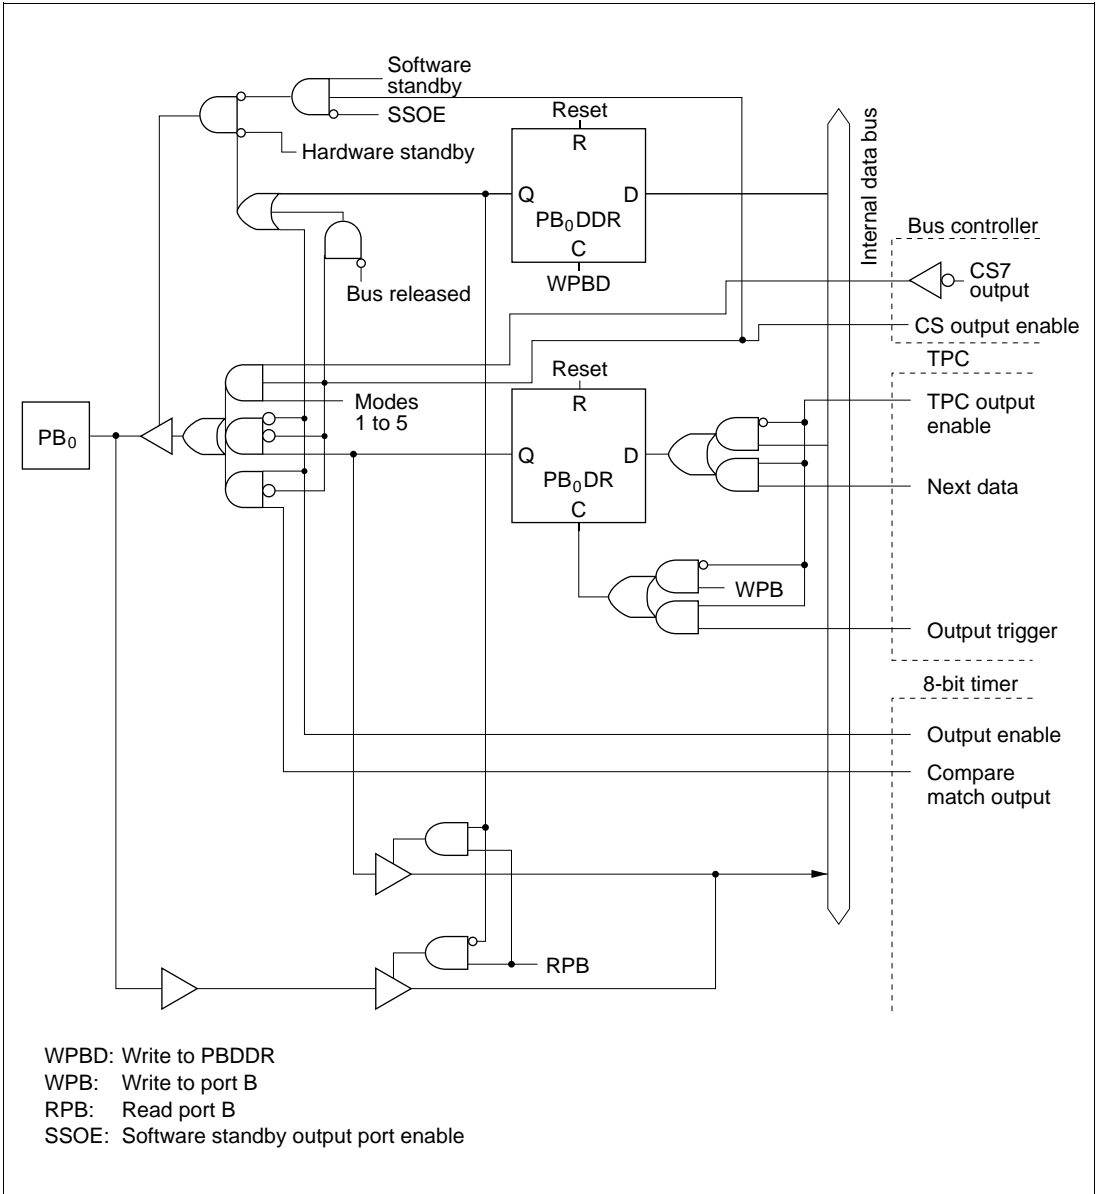 Software
standby
SSOE
Hardware standby
Reset
R
Q
D
PB0DDR
C
WPBD
Bus released
Internal data bus
Bus controller
CS7
output
CS output enable
TPC
Modes
1 to 5
Reset
R
TPC output
enable
PB0
Q
D
PB0DR
C
Next data
WPB
Output trigger
8-bit timer
Output enable
Compare
match output
RPB
WPBD: Write to PBDDR
WPB: Write to port B
RPB: Read port B
SSOE: Software standby output port enable